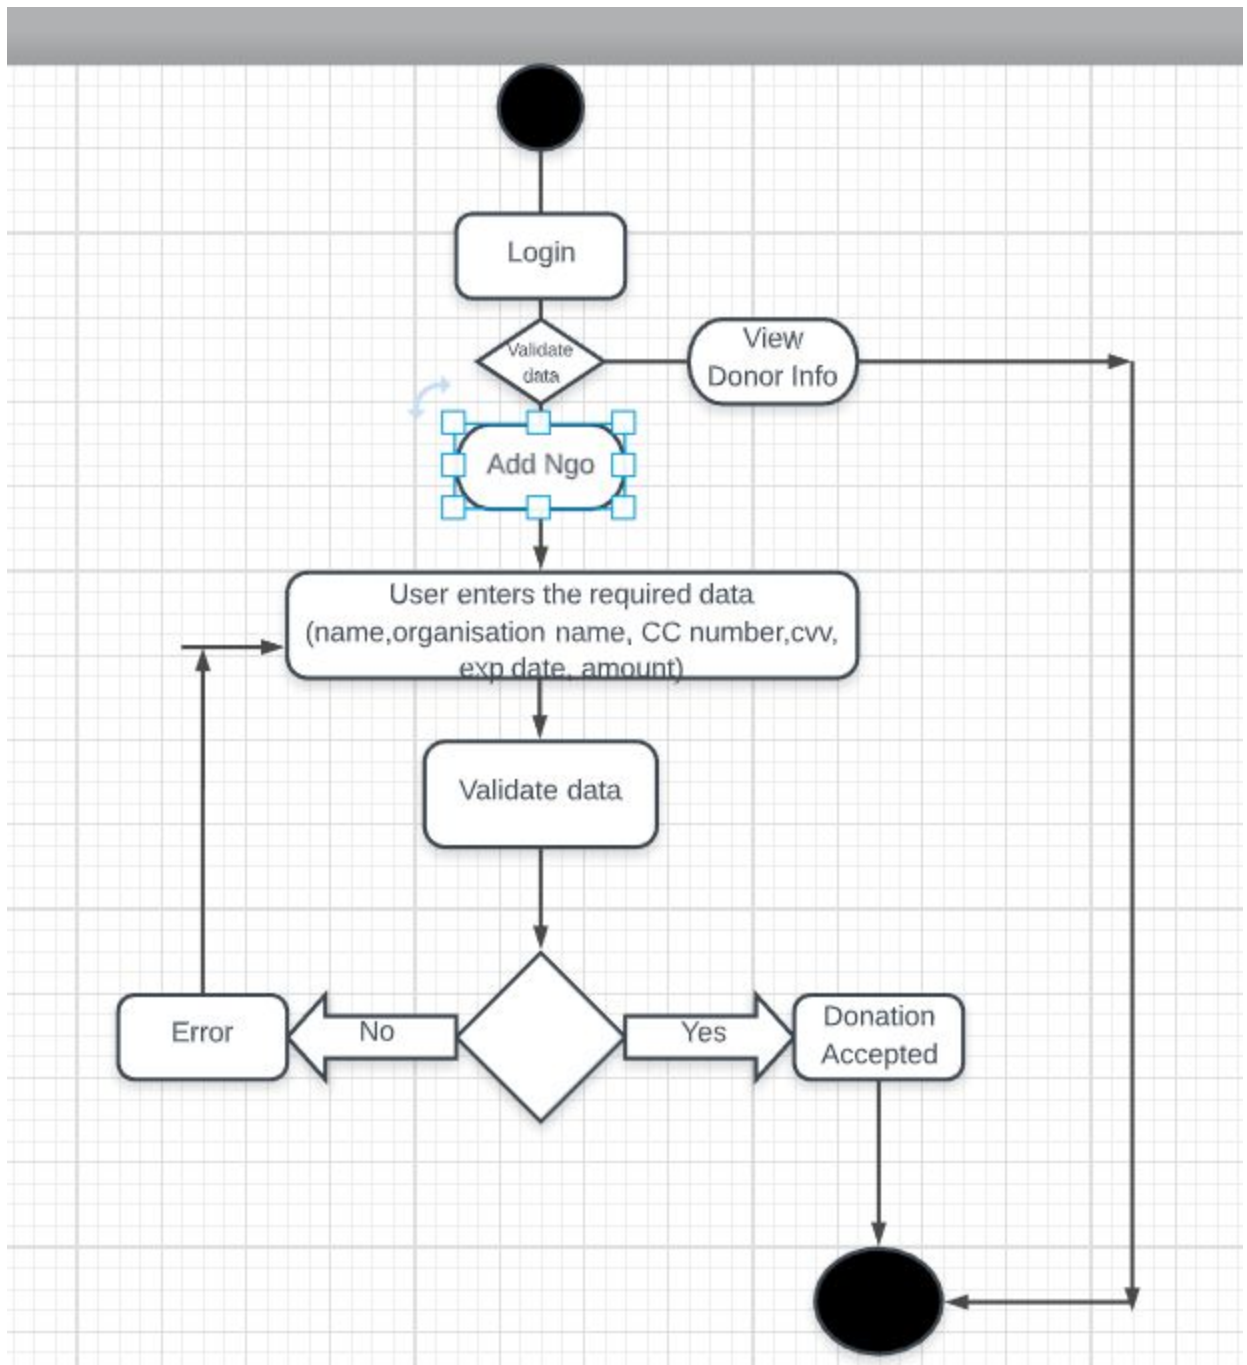 Login
Validate
data
View
Donor Info
Add Ngo
User enters the required data
(name,organisation name, CC number,cvv,
exp date, amount)
Validate data
Error
No
Yes
Donation
Accepted